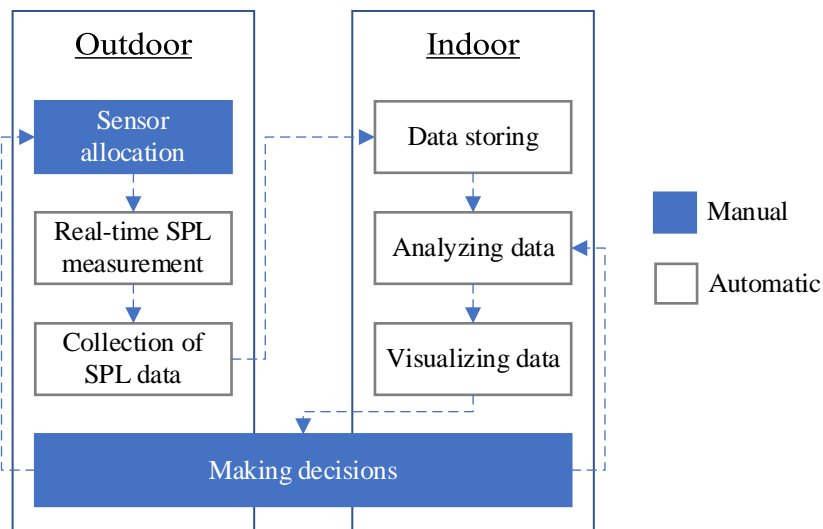 Outdoor
Sensor
allocation
Real-time SPL
measurement
Collection of
SPL data
Indoor
Data storing
Analyzing data
Visualizing data
Making decisions
Manual
Automatic